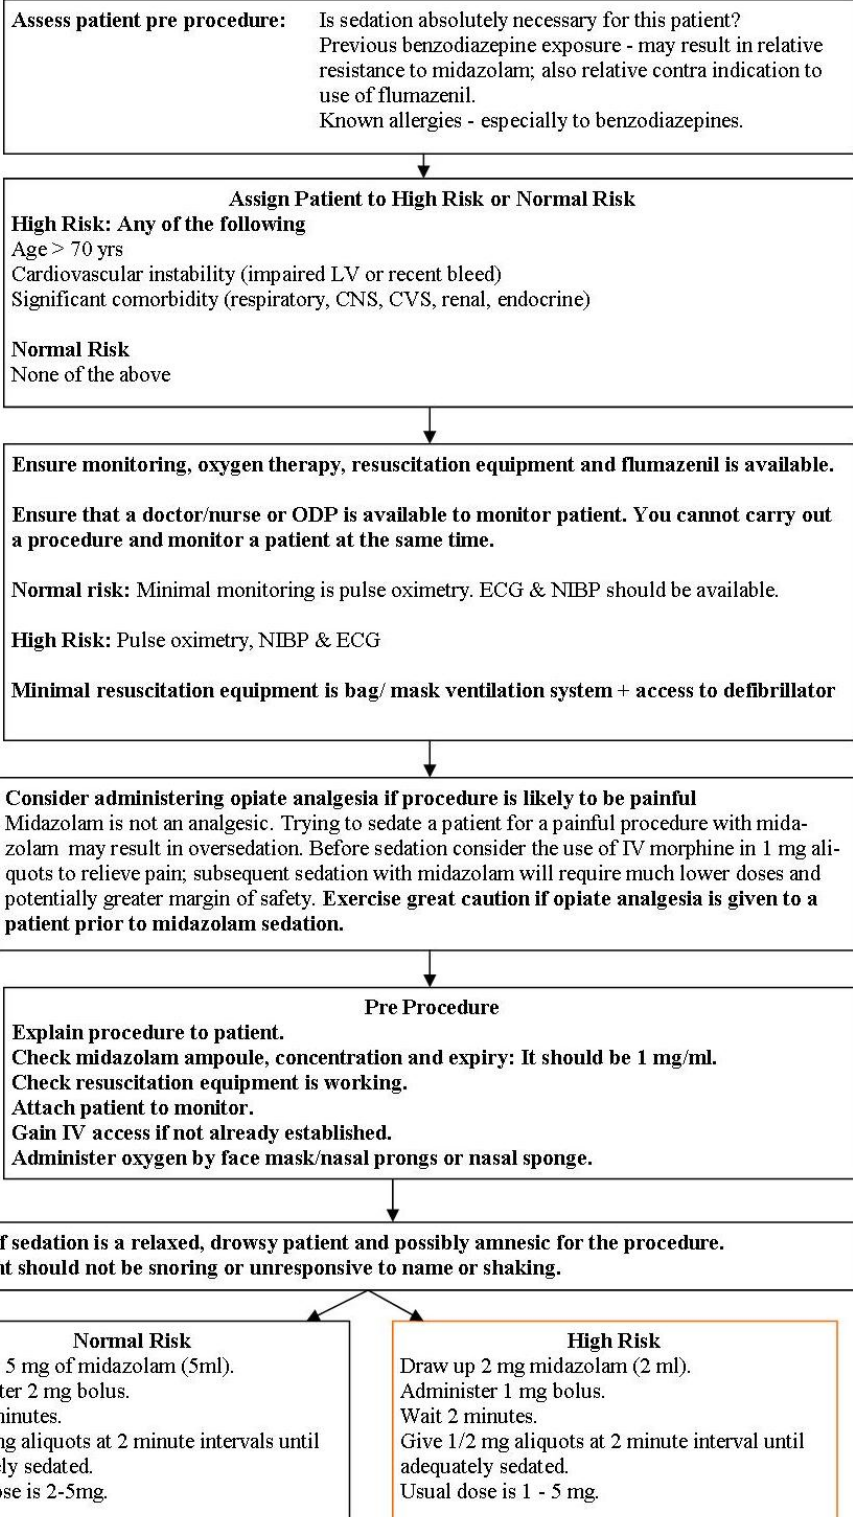 Assess patient pre procedure: Is sedation absolutely necessary for this patient?
Previous benzodiazepine exposure - may result in relative
resistance to midazolam; also relative contra indication to
use of flumazenil.
Known allergies - especially to benzodiazepines.
Assign Patient to High Risk or Normal Risk
High Risk: Any of the following
Age > 70 yrs
Cardiovascular instability (impaired LV or recent bleed)
Significant comorbidity (respiratory, CNS, CVS, renal, endocrine)
Normal Risk
None of the above
Ensure monitoring, oxygen therapy, resuscitation equipment and flumazenil is available.
Ensure that a doctor/nurse or ODP is available to monitor patient. You cannot carry out
a procedure and monitor a patient at the same time.
Normal risk: Minimal monitoring is pulse oximetry. ECG & NIBP should be available.
High Risk: Pulse oximetry, NIBP & ECG
Minimal resuscitation equipment is bag/ mask ventilation system + access to defibrillator
Consider administering opiate analgesia if procedure is likely to be painful
Midazolam is not an analgesic. Trying to sedate a patient for a painful procedure with mida-
zolam may result in oversedation. Before sedation consider the use of IV morphine in 1 mg ali-
quots to relieve pain; subsequent sedation with midazolam will require much lower doses and
potentially greater margin of safety. Exercise great caution if opiate analgesia is given to a
patient prior to midazolam sedation.
Pre Procedure
Explain procedure to patient.
Check midazolam ampoule, concentration and expiry: It should be 1 mg/ml.
Check resuscitation equipment is working.
Attach patient to monitor.
Gain IV access if not already established.
Administer oxygen by face mask/nasal prongs or nasal sponge.
f sedation is a relaxed, drowsy patient and possibly amnesic for the procedure.
nt should not be snoring or unresponsive to name or shaking.
Normal Risk
5 mg of midazolam (5ml).
ter 2 mg bolus.
ninutes.
ng aliquots at 2 minute intervals until
ely sedated.
ose is 2-5mg.
High Risk
Draw up 2 mg midazolam (2 ml).
Administer 1 mg bolus.
Wait 2 minutes.
Give 1/2 mg aliquots at 2 minute interval until
adequately sedated.
Usual dose is 1 - 5 mg.